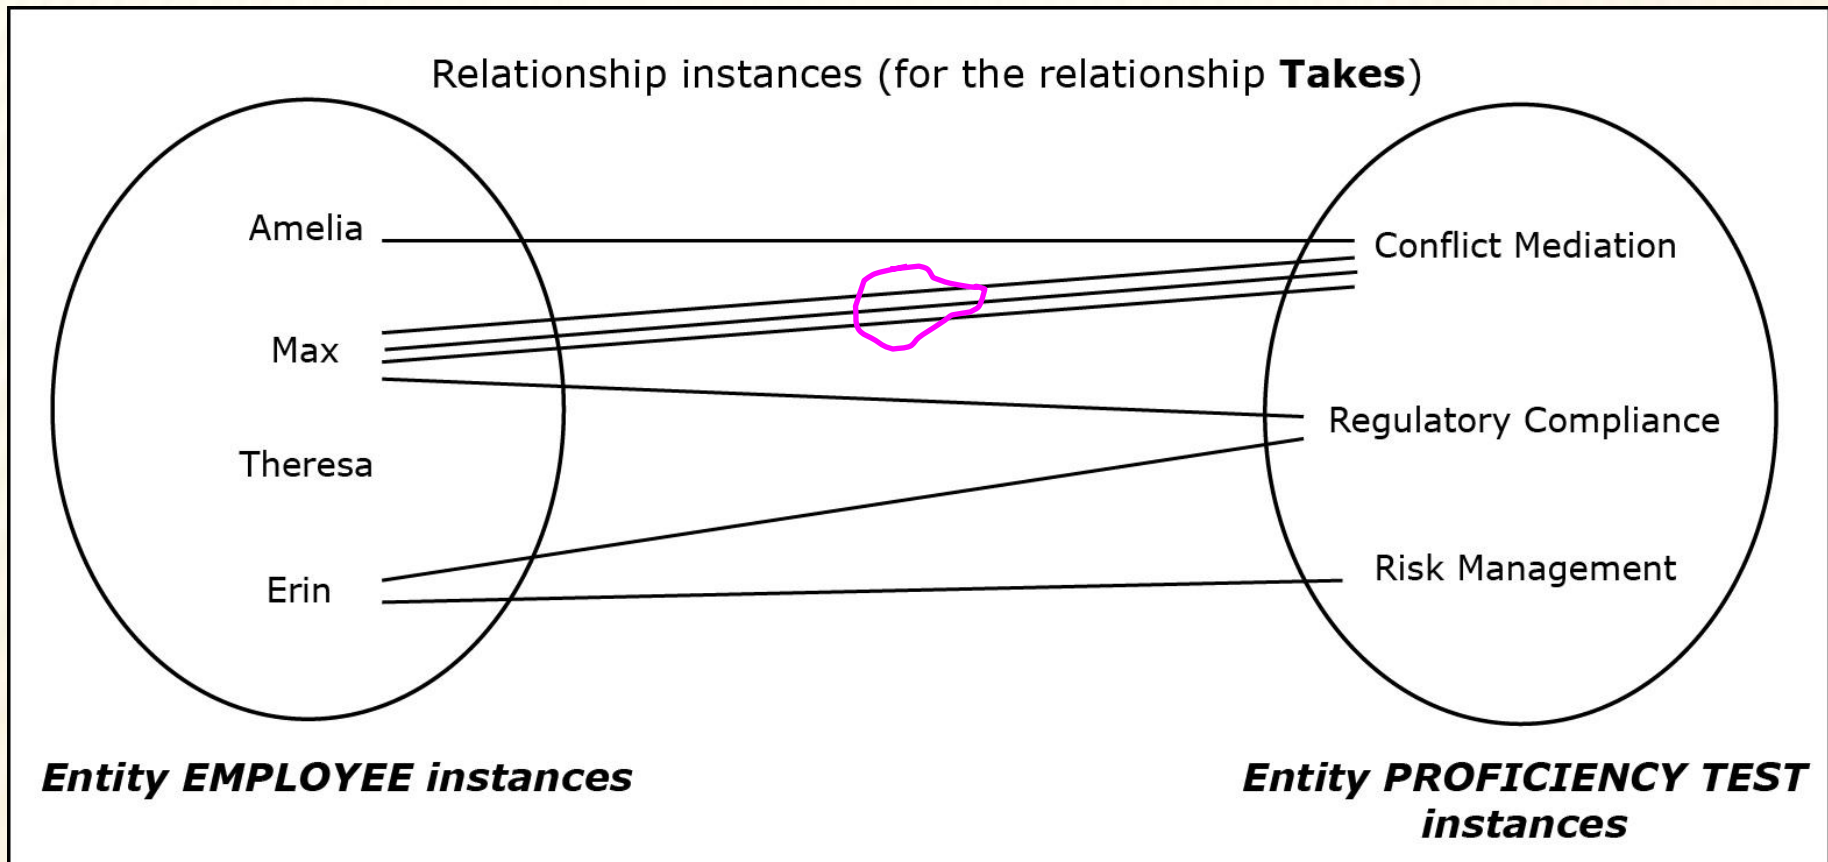 Relationship instances (for the relationship Takes)
Amelia
Max
Theresa
Erin
Conflict Mediation
Regulatory Compliance
Risk Management
Entity EMPLOYEE instances
Entity PROFICIENCY TEST
instances